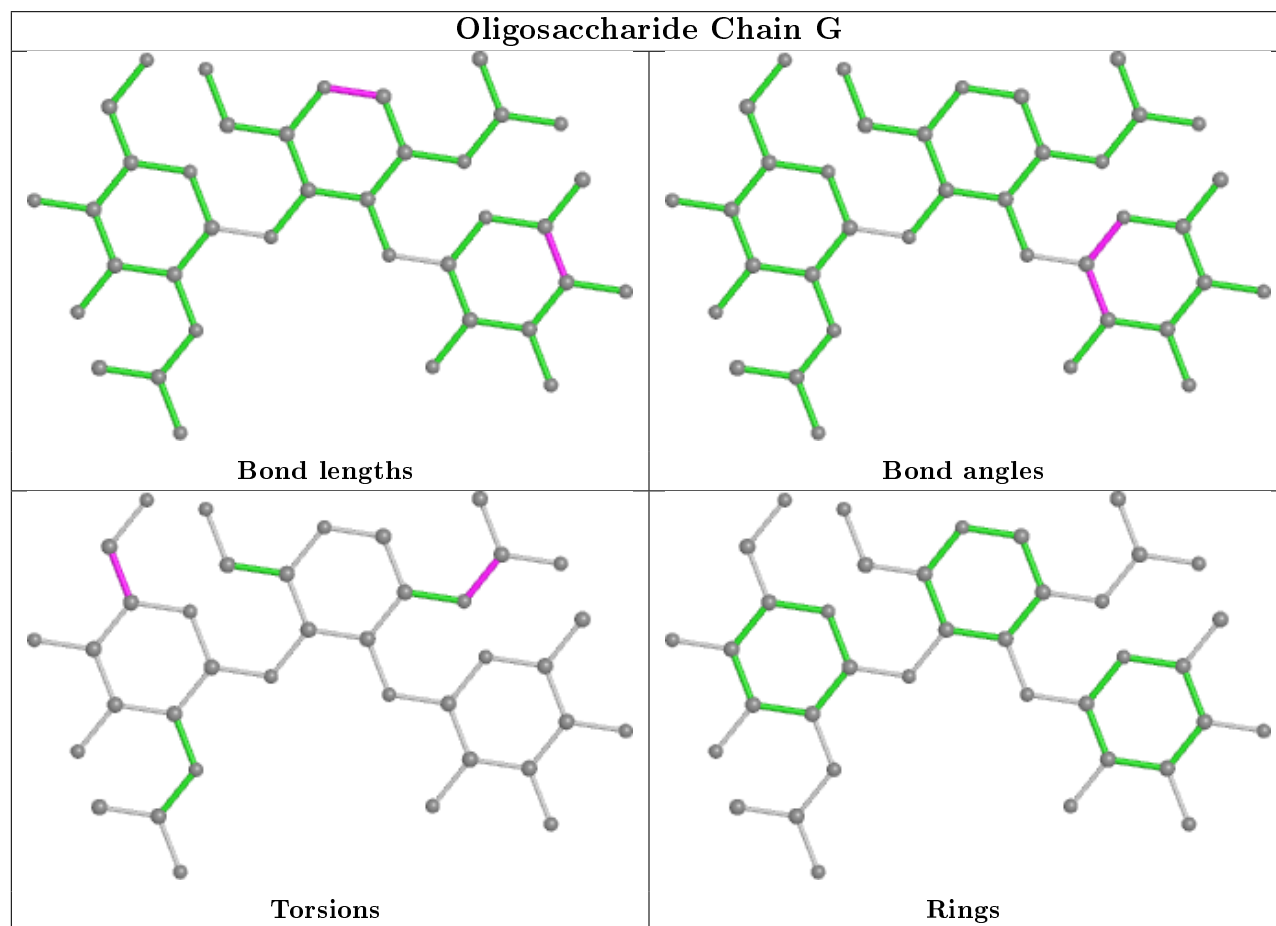 Oligosaccharide Chain G
Bond lengths
Bond angles
Torsions
Rings